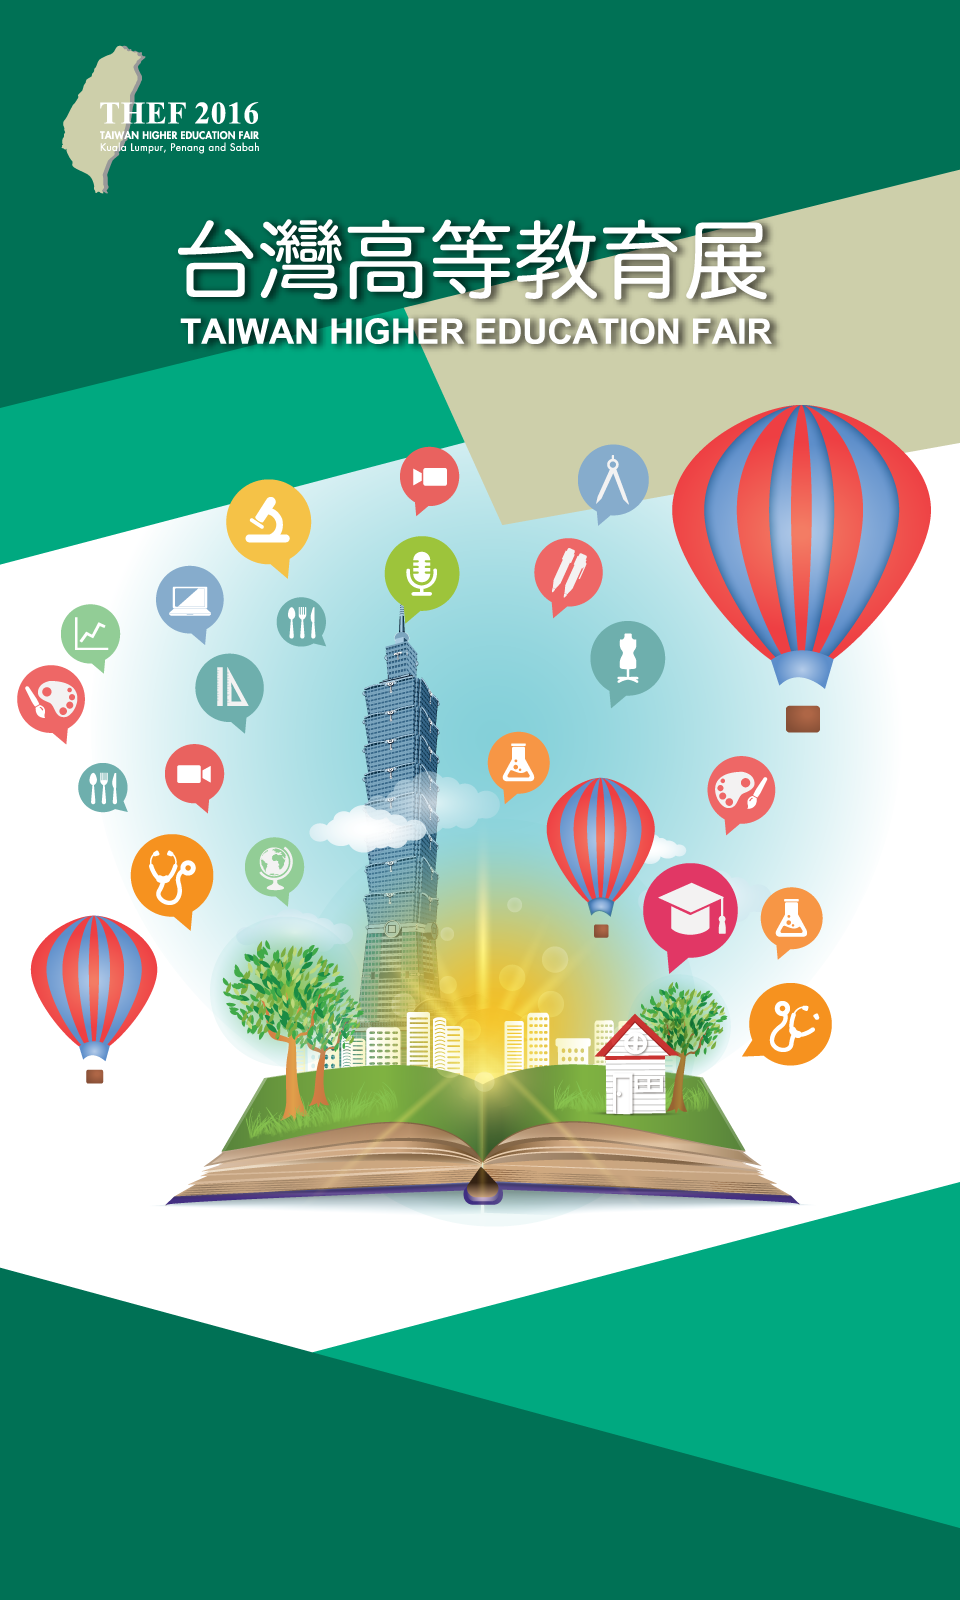 THEF 2016
TAIWAN HIGHER EDUCATION FAIR
Kuala Lumpur, Penang and Sabah
台灣高等教育展
TAIWAN HIGHER EDUCATION FAIR